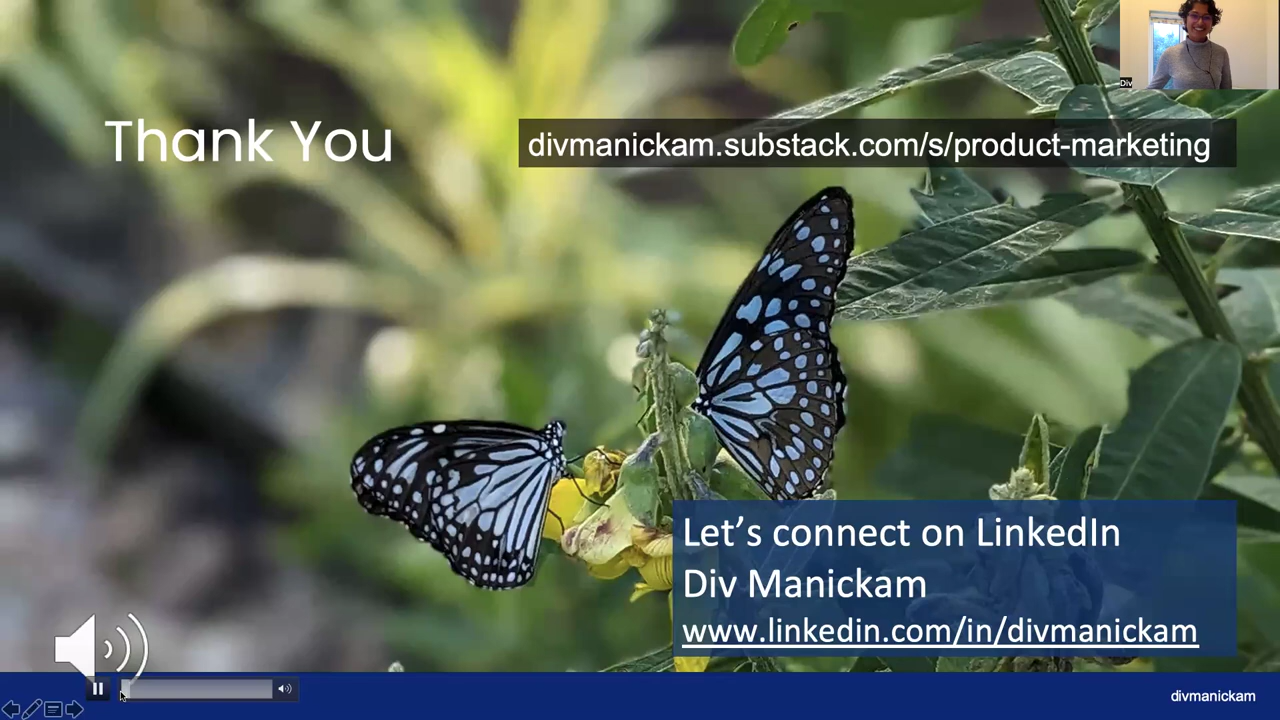 Div
Thank You
divmanickam.substack.com/s/product-marketing
Let’s connect on LinkedIn
Div Manickam
www.linkedin.com/in/divmanickam
divmanickam